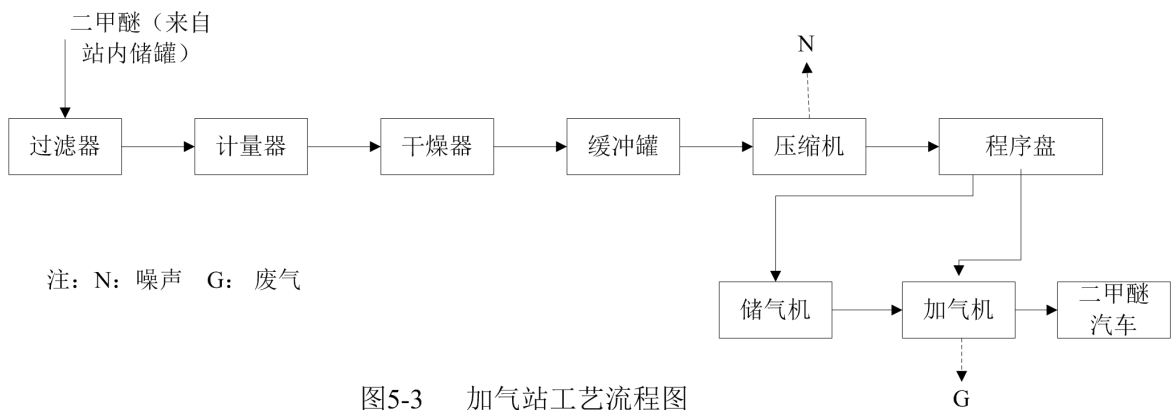 二甲醚（来自
站内储罐）
N
过滤器
计量器
干燥器
缓冲罐
压缩机
程序盘
注：N：噪声 G：废气
储气机
加气机
二甲醚
汽车
G
图5-3 加气站工艺流程图